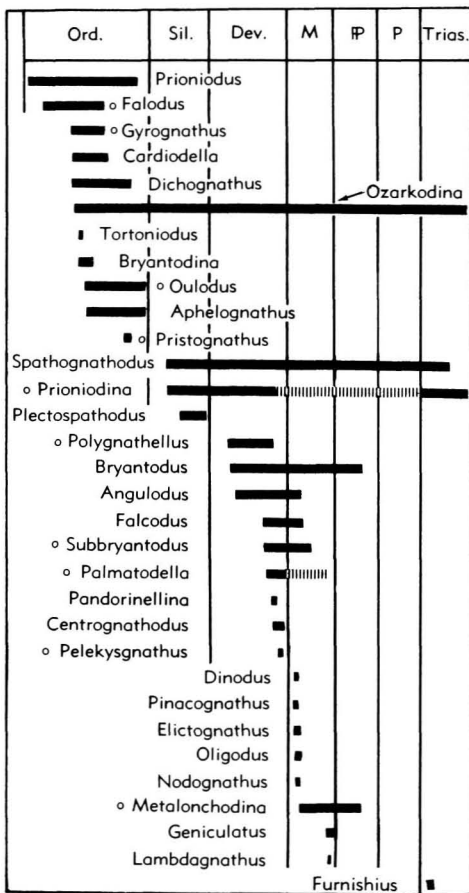 Ord. Sil. Dev. M ⅠP P Trias.
Prioniodus
○ Falodus
○ Gyrognathus
Cardiodella
Dichognathus
Ozarkodina
Tortoniodus
Bryantodina
○ Oulodus
Aphelognathus
○ Pristognathus
Spathognathodus
○ Prioniodina
Plectospathodus
○ Polygnathellus
Bryantodus
Angulodus
Falcodus
○ Subbryantodus
○ Palmatodella
Pandorinellina
Centrognathodus
○ Pelekysgnathus
Dinodus
Pinacognathus
Elictognathus
Oligodus
Nodognathus
○ Metalonchodina
Geniculatus
Lambdagnathus
Furnishius